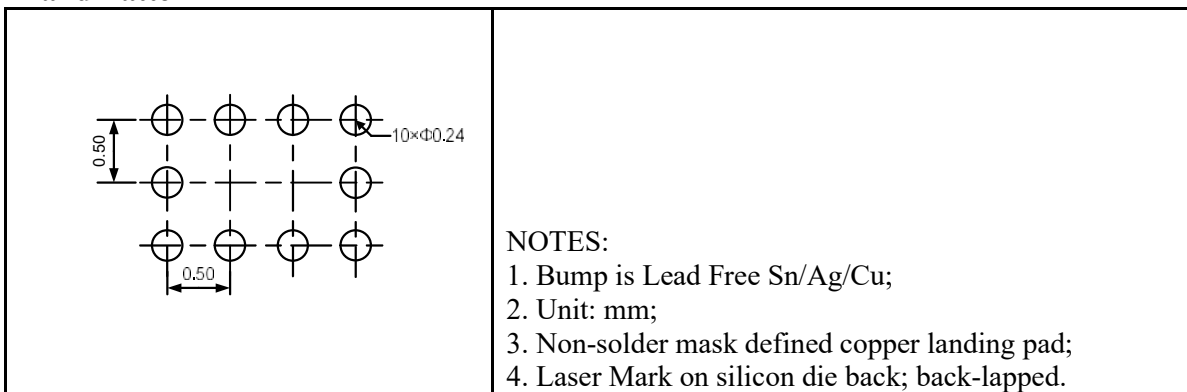 10×Φ0.24
0.50
0.50
NOTES:
1. Bump is Lead Free Sn/Ag/Cu;
2. Unit: mm;
3. Non-solder mask defined copper landing pad;
4. Laser Mark on silicon die back; back-lapped.